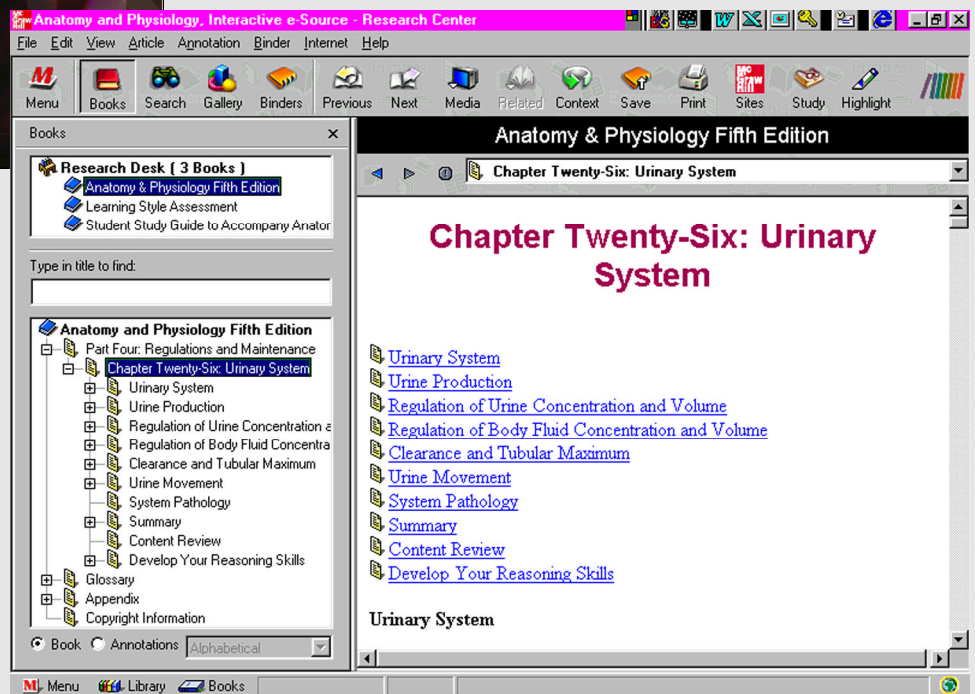 Anatomy and Physiology, Interactive e-Source - Research Center
File Edit View Article Annotation Binder Internet Help
Menu Books Search Gallery Binders Previous Next Media Related Context Save Print Sites Study Highlight
Books
Anatomy & Physiology Fifth Edition
Research Desk ( 3 Books )
Anatomy & Physiology Fifth Edition
Learning Style Assessment
Student Study Guide to Accompany Anator
Type in title to find:
Anatomy and Physiology Fifth Edition
Part Four: Regulations and Maintenance
Chapter Twenty-Six: Urinary System
Urinary System
Urine Production
Regulation of Urine Concentration a
Regulation of Body Fluid Concentra
Clearance and Tubular Maximum
Urine Movement
System Pathology
Summary
Content Review
Develop Your Reasoning Skills
Glossary
Appendix
Copyright Information
Book Annotations Alphabetical
Chapter Twenty-Six: Urinary System
Chapter Twenty-Six: Urinary
System
Urinary System
Urine Production
Regulation of Urine Concentration and Volume
Regulation of Body Fluid Concentration and Volume
Clearance and Tubular Maximum
Urine Movement
System Pathology
Summary
Content Review
Develop Your Reasoning Skills
Urinary System
Menu Library Books